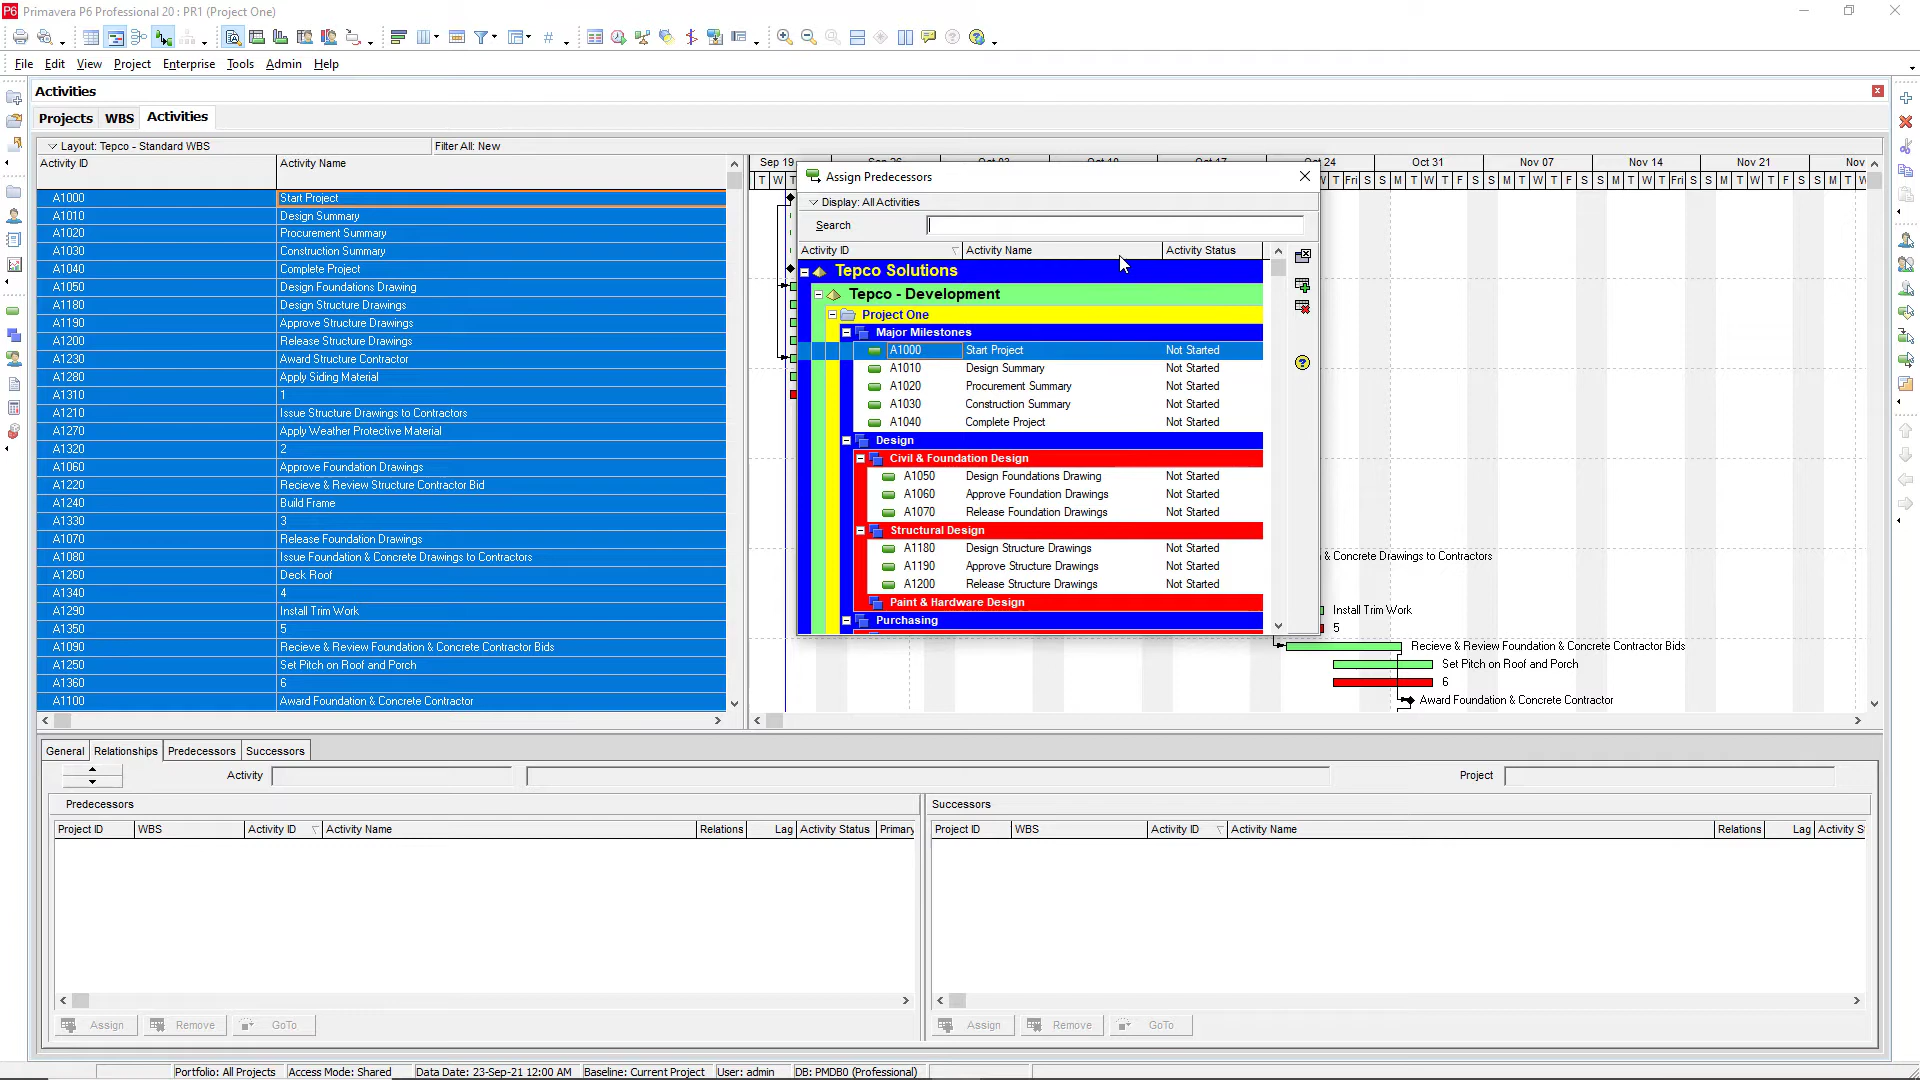 Primavera P6 Professional 20 : PR1 (Project One)
File Edit View Project Enterprise Tools Admin Help
Activities
Projects WBS Activities
Layout: Tepco - Standard WBS Filter All: New
Activity ID Activity Name
A1000 Start Project
A1010 Design Summary
A1020 Procurement Summary
A1030 Construction Summary
A1040 Complete Project
A1050 Design Foundations Drawing
A1180 Design Structure Drawings
A1190 Approve Structure Drawings
A1200 Release Structure Drawings
A1230 Award Structure Contractor
A1280 Apply Siding Material
A1310 1
A1210 Issue Structure Drawings to Contractors
A1270 Apply Weather Protective Material
A1320 2
A1060 Approve Foundation Drawings
A1220 Recieve & Review Structure Contractor Bid
A1240 Build Frame
A1330 3
A1070 Release Foundation Drawings
A1080 Issue Foundation & Concrete Drawings to Contractors
A1260 Deck Roof
A1340 4
A1290 Install Trim Work
A1350 5
A1090 Recieve & Review Foundation & Concrete Contractor Bids
A1250 Set Pitch on Roof and Porch
A1360 6
A1100 Award Foundation & Concrete Contractor
Sep 19 Oct 17 24 Oct 31 Nov 07 Nov 14 Nov 21 Nov
T W T T Fri S S M T W T F S S M T W T F S S M T W T Fri S S M T W T F S S M T W
Assign Predecessors
Display: All Activities
Search
Activity ID Activity Name Activity Status
Tepco Solutions
Tepco - Development
Project One
Major Milestones
A1000 Start Project Not Started
A1010 Design Summary Not Started
A1020 Procurement Summary Not Started
A1030 Construction Summary Not Started
A1040 Complete Project Not Started
Design
Civil & Foundation Design
A1050 Design Foundations Drawing Not Started
A1060 Approve Foundation Drawings Not Started
A1070 Release Foundation Drawings Not Started
Structural Design
A1180 Design Structure Drawings Not Started
A1190 Approve Structure Drawings Not Started
A1200 Release Structure Drawings Not Started
Paint & Hardware Design
Purchasing
& Concrete Drawings to Contractors
Install Trim Work
5
Recieve & Review Foundation & Concrete Contractor Bids
Set Pitch on Roof and Porch
6
Award Foundation & Concrete Contractor
General Relationships Predecessors Successors
Activity Project
Predecessors
Project ID WBS Activity ID Activity Name Relations Lag Activity Status Primary
Assign Remove GoTo
Successors
Project ID WBS Activity ID Activity Name Relations Lag Activity S
Assign Remove GoTo
Portfolio: All Projects Access Mode: Shared Data Date: 23-Sep-21 12:00 AM Baseline: Current Project User: admin DB: PMDB0 (Professional)